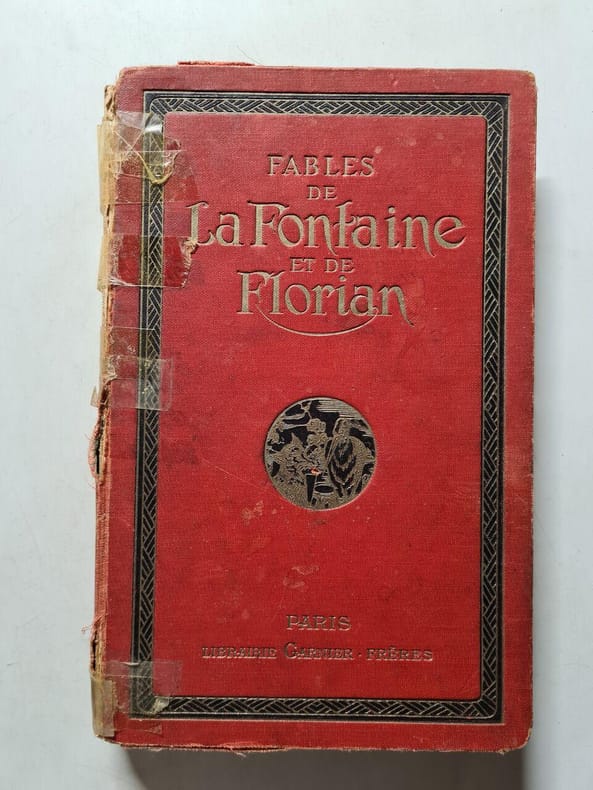 FABLES
DE
La Fontaine
ET DE
Florian
PARIS
LIBRAIRIE GARNIER · FRÈRES